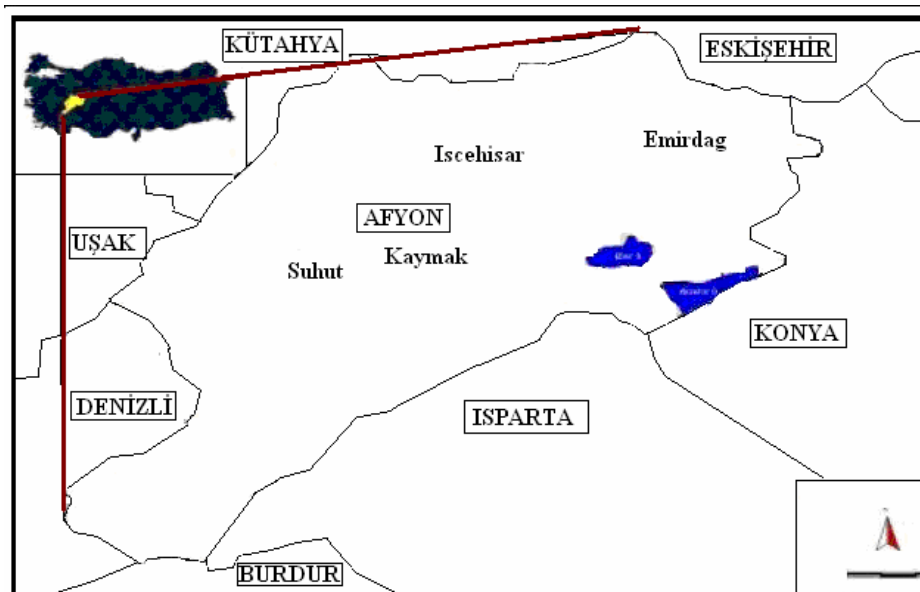 KÜTAHYA
ESKİŞEHİR
Emirdag
Iscehisar
AFYON
UŞAK
Kaymak
Suhut
KONYA
DENİZLİ
ISPARTA
BURDUR